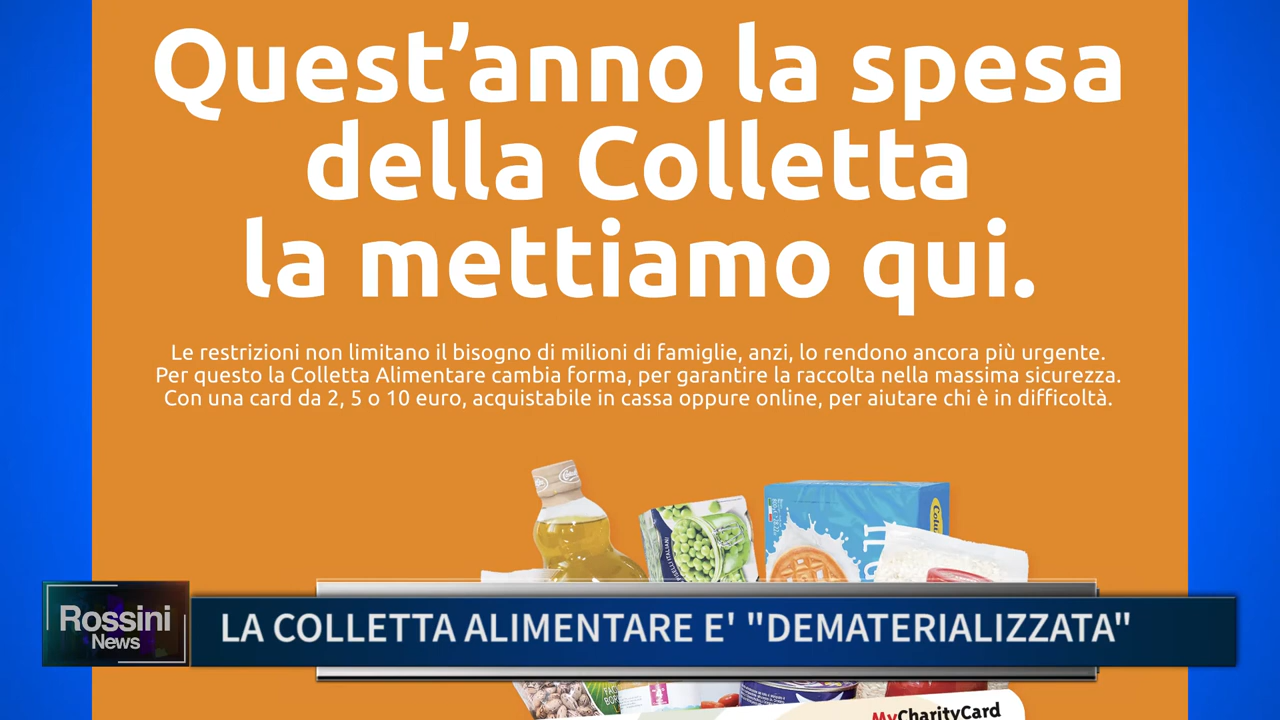 Quest’anno la spesa
della Colletta
la mettiamo qui.
Le restrizioni non limitano il bisogno di milioni di famiglie, anzi, lo rendono ancora più urgente.
Per questo la Colletta Alimentare cambia forma, per garantire la raccolta nella massima sicurezza.
Con una card da 2, 5 o 10 euro, acquistabile in cassa oppure online, per aiutare chi è in difficoltà.
PISELLI ITALIANI
Rossini
News
LA COLLETTA ALIMENTARE E' "DEMATERIALIZZATA"
MyCharityCard